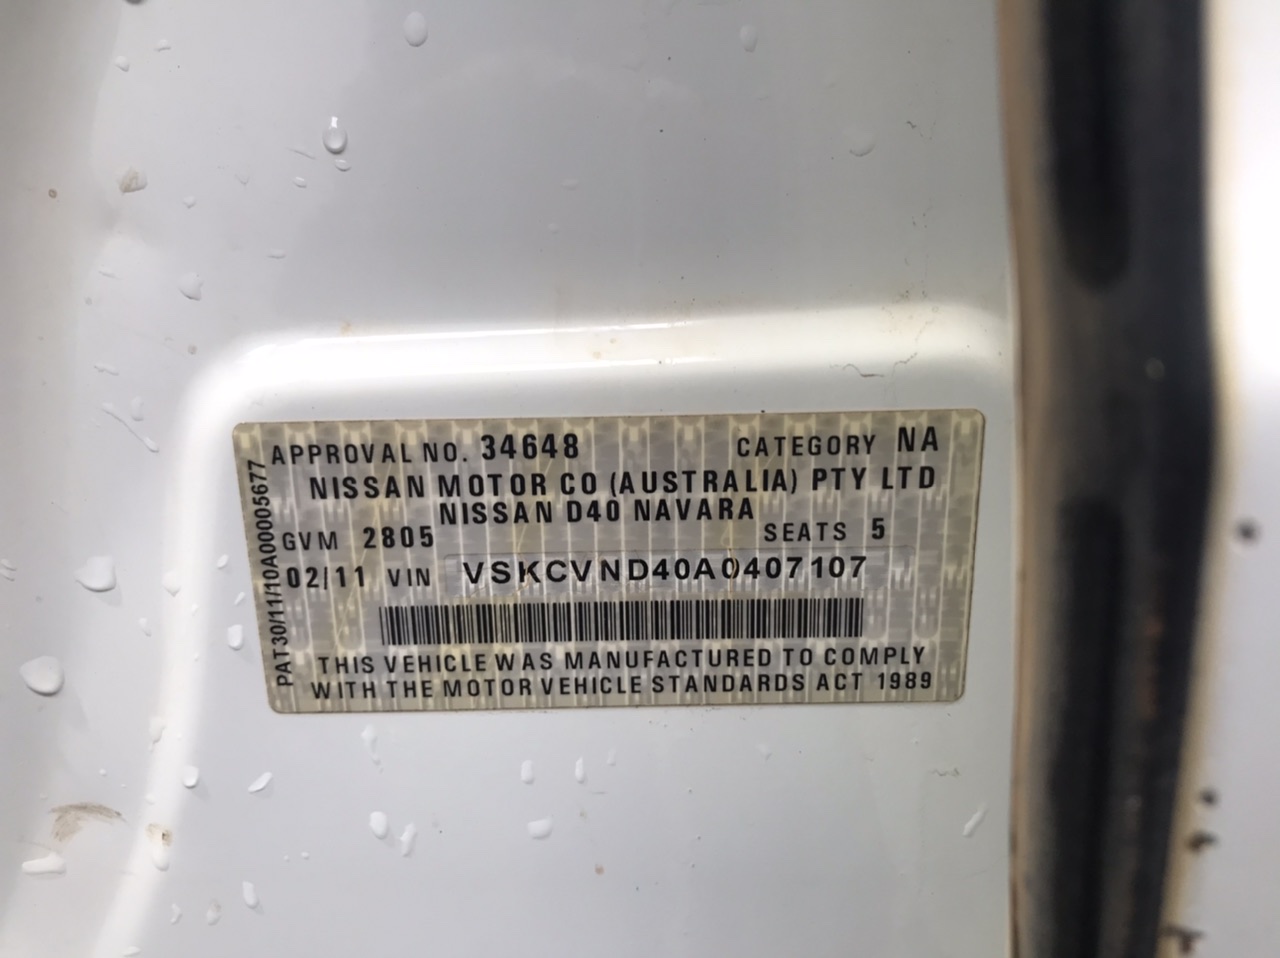 APPROVAL NO. 34648 CATEGORY NA
NISSAN MOTOR CO (AUSTRALIA) PTY LTD
NISSAN D40 NAVARA
GVM 2805 SEATS 5
02/11 VIN VSKCVND40A0407107
THIS VEHICLE WAS MANUFACTURED TO COMPLY
WITH THE MOTOR VEHICLE STANDARDS ACT 1989
PAT30/11/10A00005677